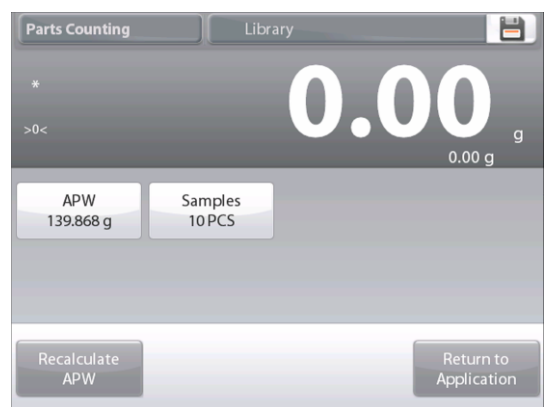 Parts Counting Library
*
0.00 g
>0<
0.00 g
APW Samples
139.868 g 10 PCS
Recalculate Return to
APW Application